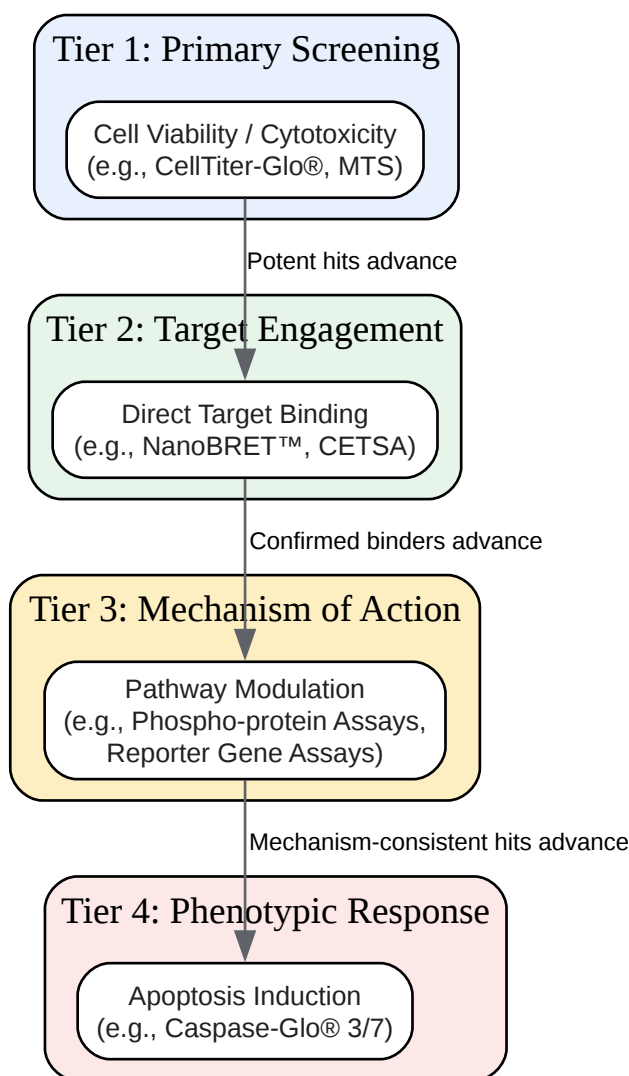 Tier 1: Primary Screening
Cell Viability / Cytotoxicity
(e.g., CellTiter-Glo®, MTS)
Potent hits advance
Tier 2: Target Engagement
Direct Target Binding
(e.g., NanoBRET™, CETSA)
Confirmed binders advance
Tier 3: Mechanism of Action
Pathway Modulation
(e.g., Phospho-protein Assays,
Reporter Gene Assays)
Mechanism-consistent hits advance
Tier 4: Phenotypic Response
Apoptosis Induction
(e.g., Caspase-Glo® 3/7)